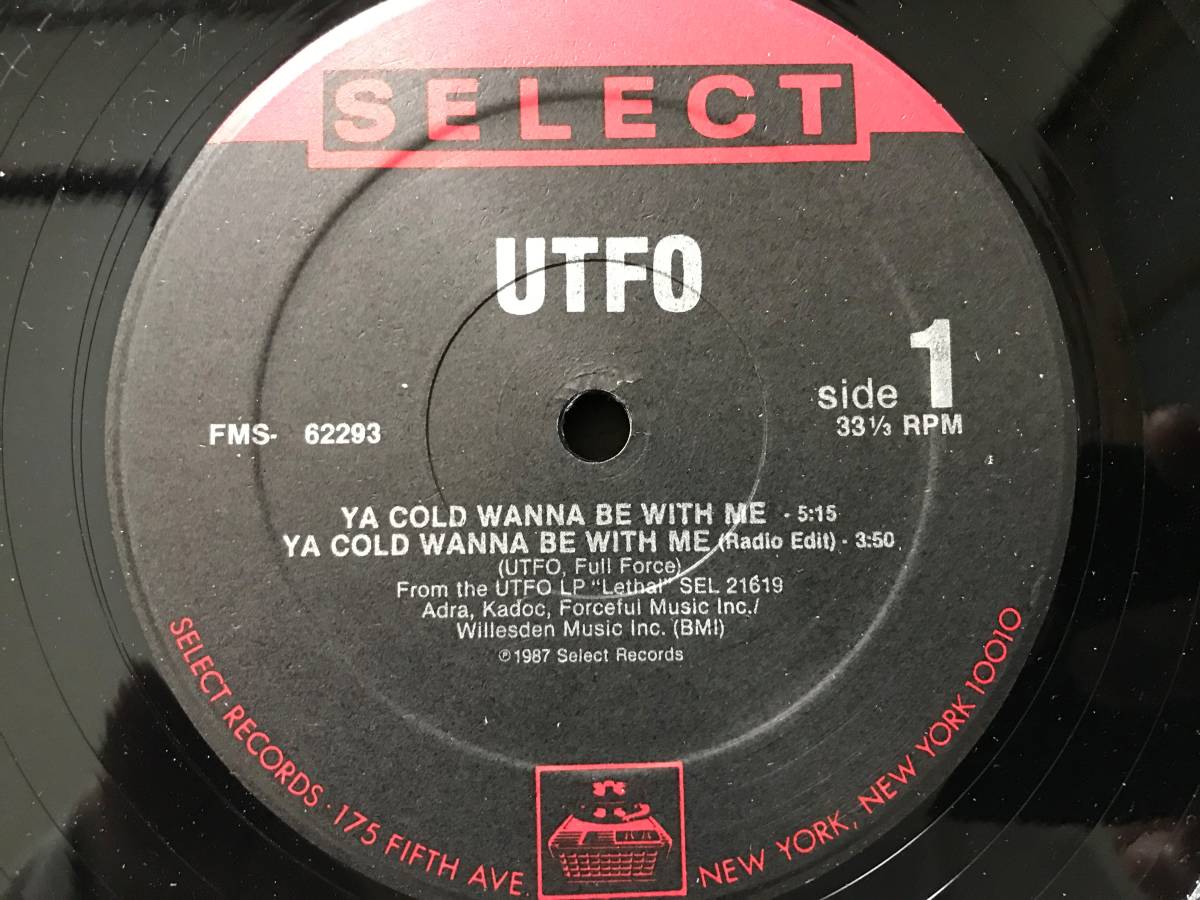 SELECT
UTFO
side 1
33 1/3 RPM
FMS- 62293
YA COLD WANNA BE WITH ME - 5:15
YA COLD WANNA BE WITH ME (Radio Edit) - 3:50
(UTFO, Full Force)
From the UTFO LP "Lethal" SEL 21619
Adra, Kadoc, Forceful Music Inc./
Willesden Music Inc. (BMI)
℗ 1987 Select Records
SELECT RECORDS · 175 FIFTH AVE. NEW YORK, NEW YORK 10010